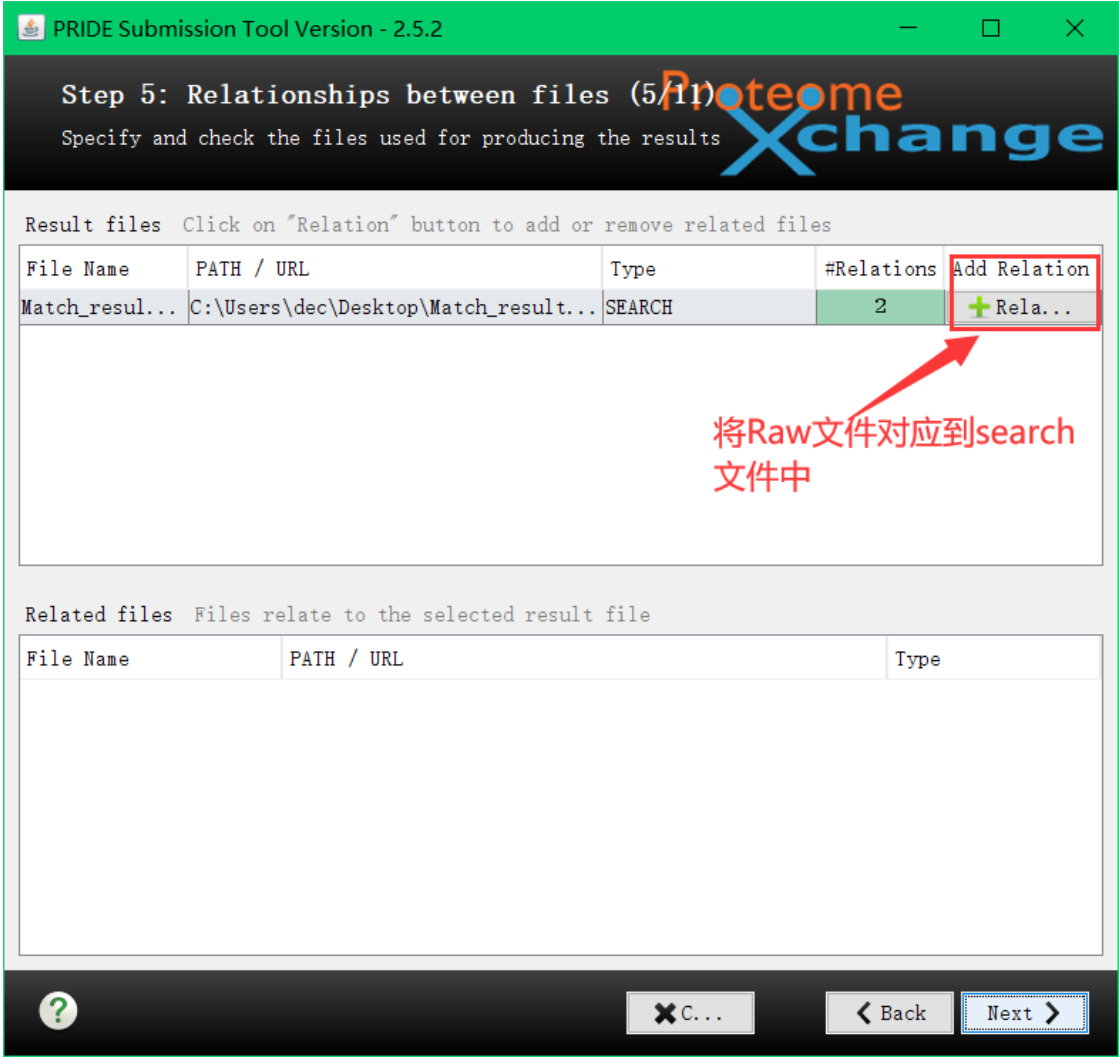 PRIDE Submission Tool Version - 2.5.2
Step 5: Relationships between files (5/11)
Proteome
Xchange
Specify and check the files used for producing the results
Result files Click on "Relation" button to add or remove related files
File Name PATH / URL Type #Relations Add Relation
Match_resul... C:\Users\dec\Desktop\Match_result... SEARCH 2 Rela...
将Raw文件对应到search
文件中
Related files Files relate to the selected result file
File Name PATH / URL Type
? C... Back Next